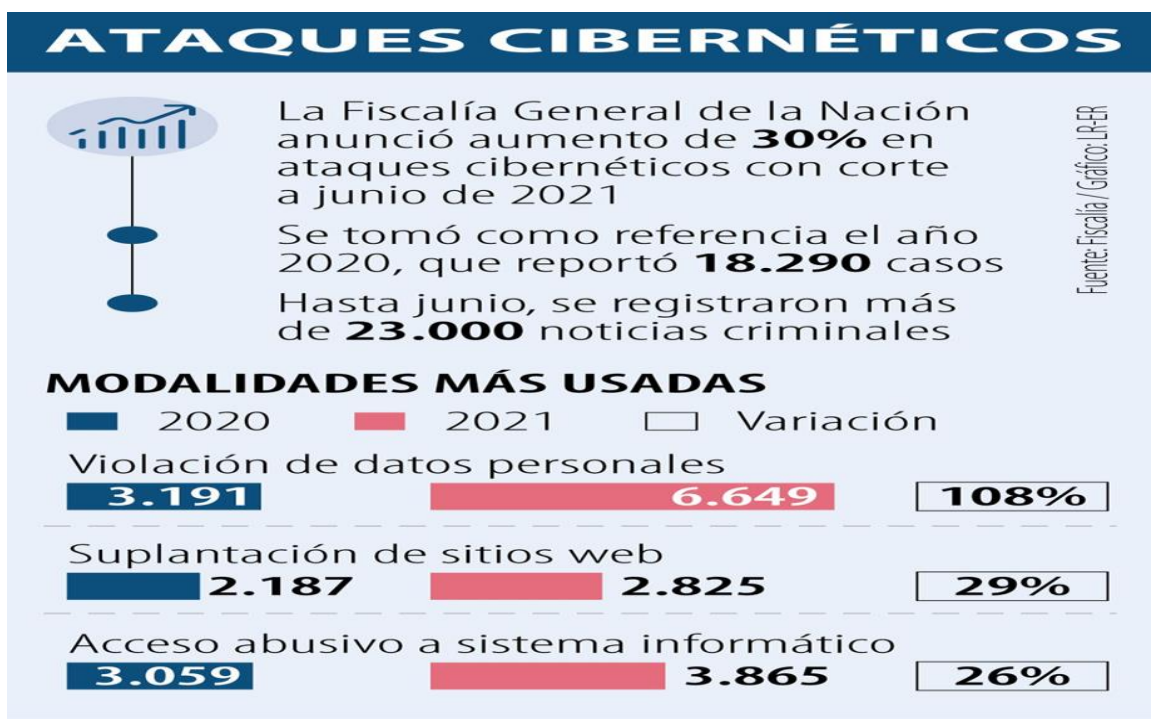 ATAQUES CIBERNÉTICOS
La Fiscalía General de la Nación
anunció aumento de 30% en
ataques cibernéticos con corte
a junio de 2021
Se tomó como referencia el año
2020, que reportó 18.290 casos
Hasta junio, se registraron más
de 23.000 noticias criminales
Fuente: Fiscalía / Gráfico: LR-ER
MODALIDADES MÁS USADAS
2020 2021 Variación
Violación de datos personales
3.191 6.649 108%
Suplantación de sitios web
2.187 2.825 29%
Acceso abusivo a sistema informático
3.059 3.865 26%